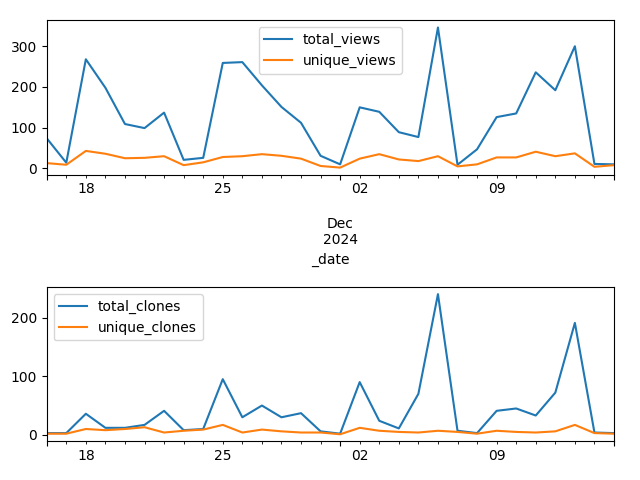 300
200
100
0
total_views
unique_views
18
25
02
09
Dec
2024
_date
200
100
0
total_clones
unique_clones
18
25
02
09